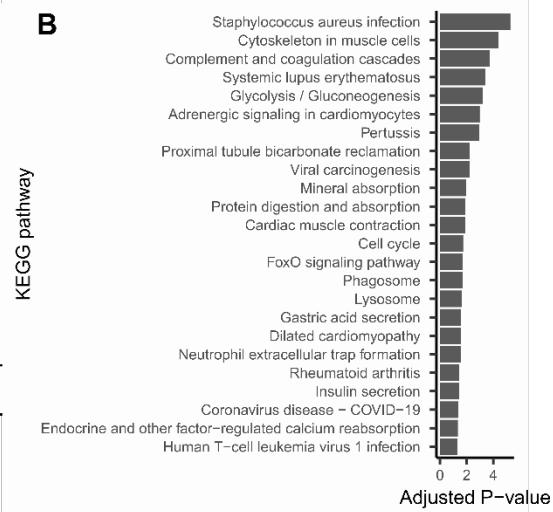 B
KEGG pathway
Staphylococcus aureus infection
Cytoskeleton in muscle cells
Complement and coagulation cascades
Systemic lupus erythematosus
Glycolysis / Gluconeogenesis
Adrenergic signaling in cardiomyocytes
Pertussis
Proximal tubule bicarbonate reclamation
Viral carcinogenesis
Mineral absorption
Protein digestion and absorption
Cardiac muscle contraction
Cell cycle
FoxO signaling pathway
Phagosome
Lysosome
Gastric acid secretion
Dilated cardiomyopathy
Neutrophil extracellular trap formation
Rheumatoid arthritis
Insulin secretion
Coronavirus disease − COVID−19
Endocrine and other factor−regulated calcium reabsorption
Human T−cell leukemia virus 1 infection
0 2 4
Adjusted P−value